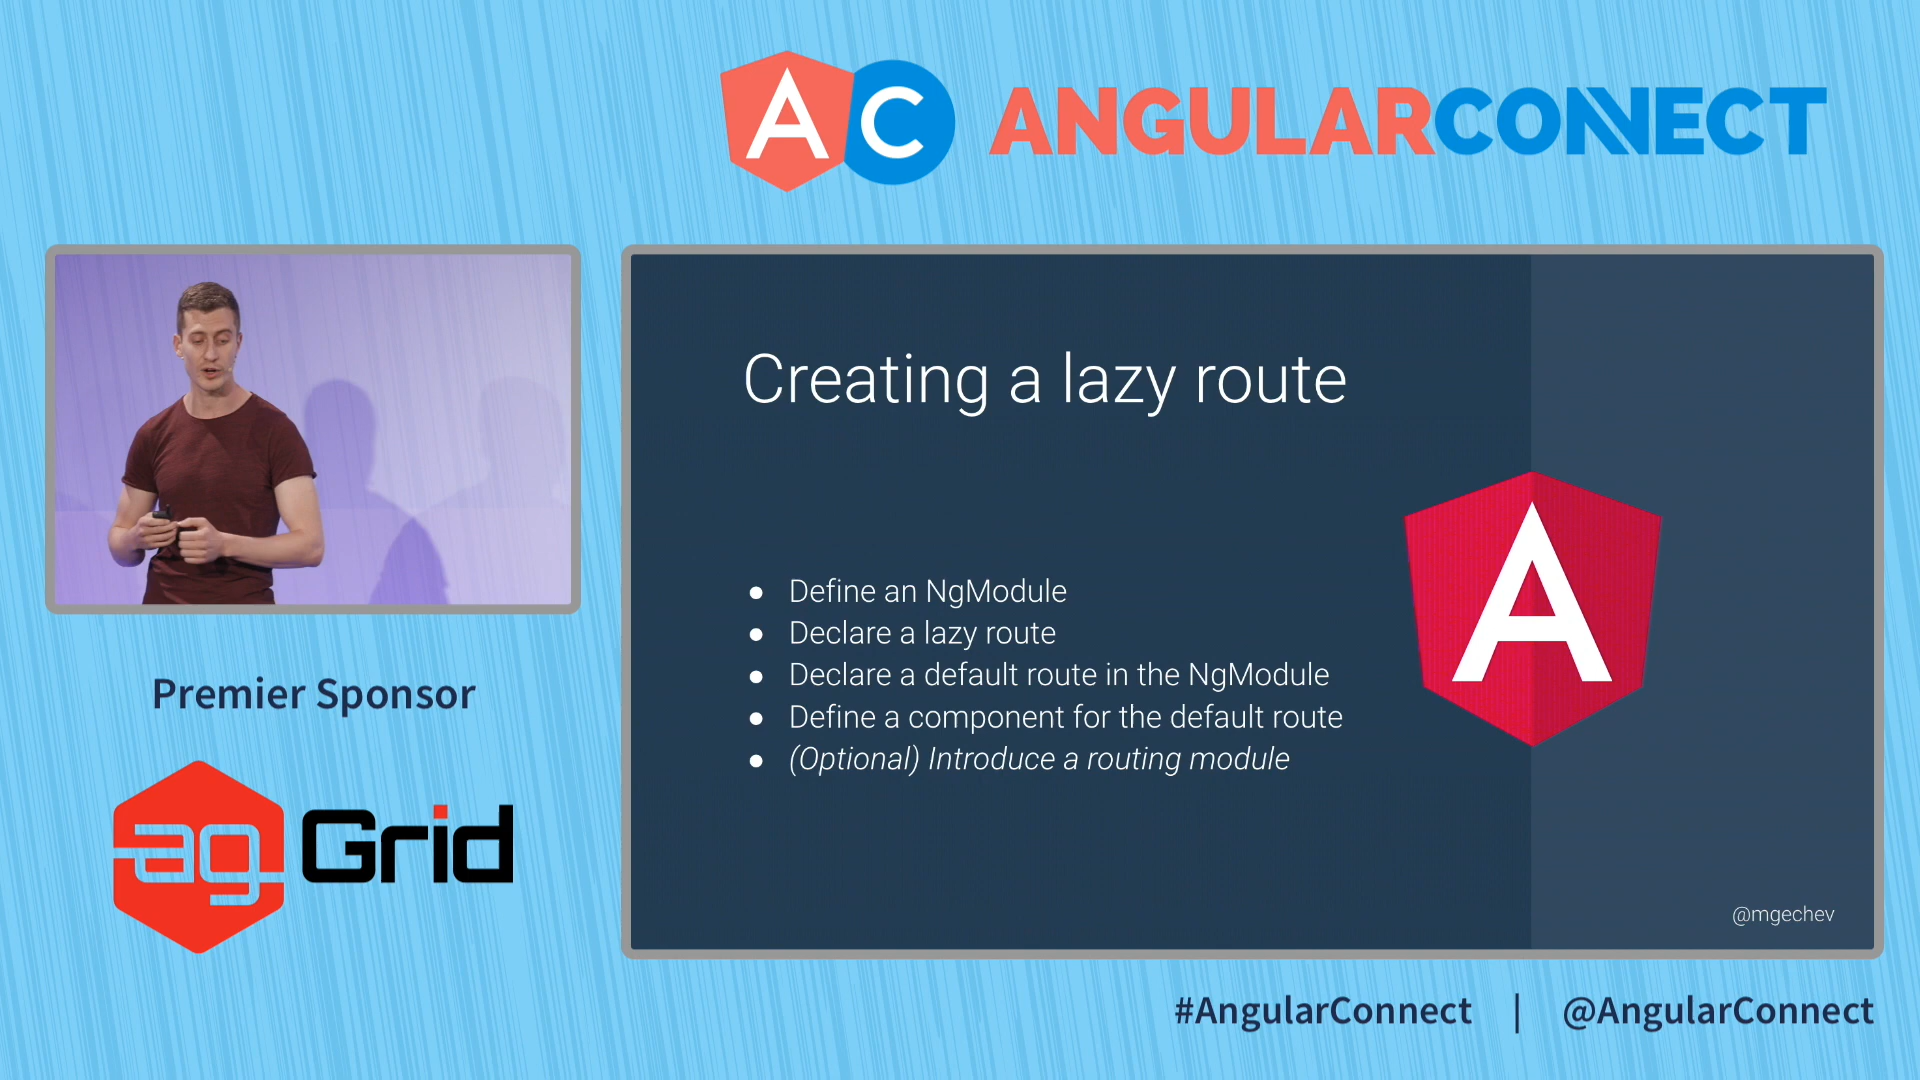 AC ANGULARCONNECT
Creating a lazy route
● Define an NgModule
● Declare a lazy route
● Declare a default route in the NgModule
● Define a component for the default route
● (Optional) Introduce a routing module
A
@mgechev
Premier Sponsor
ag Grid
#AngularConnect | @AngularConnect